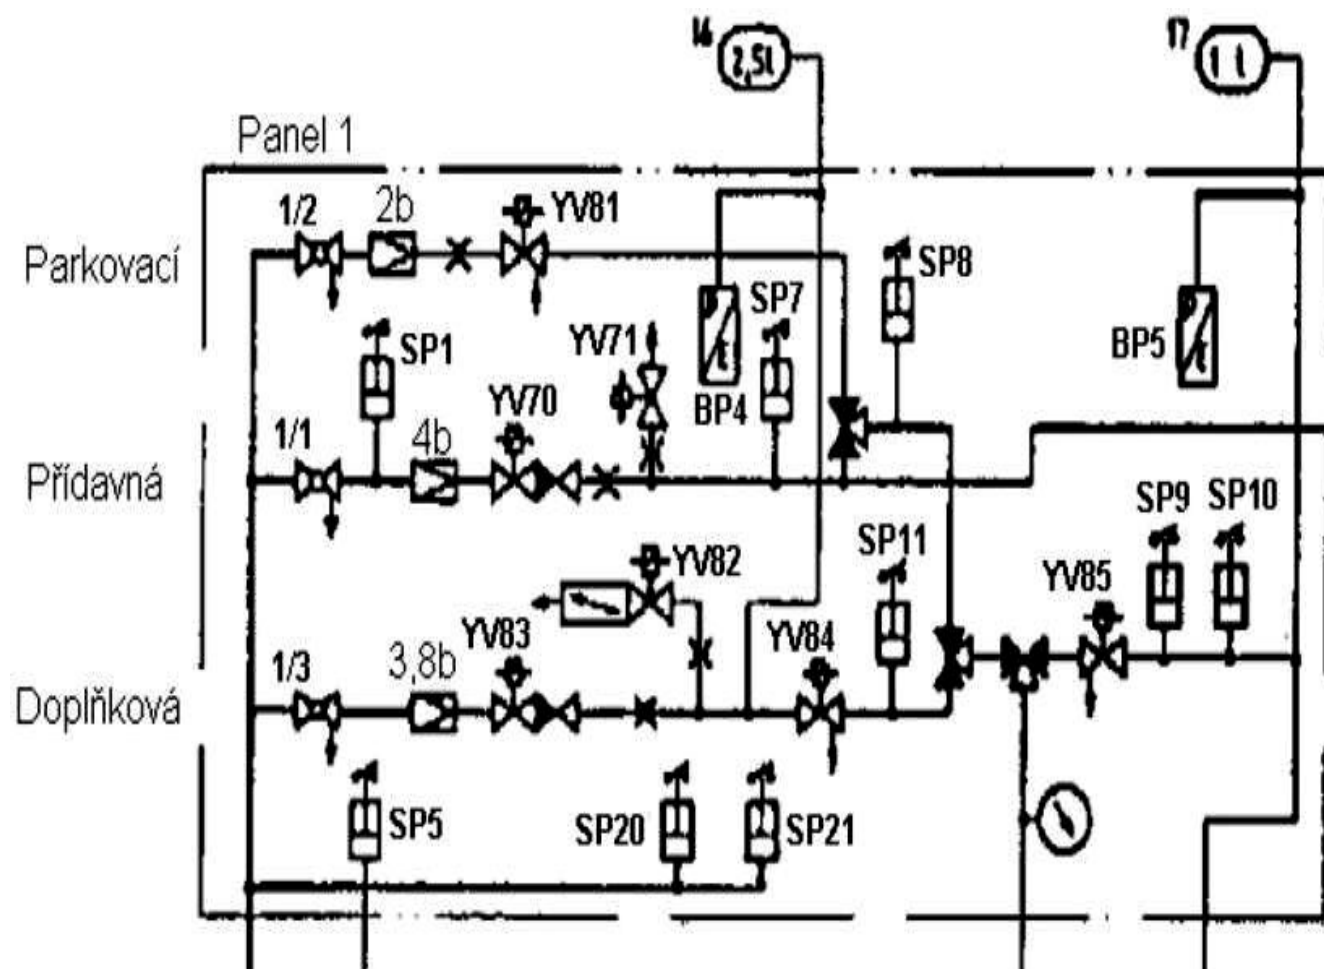 16
2,5l
17
1 l
Panel 1
1/2
2b
YV81
Parkovací
SP8
SP7
YV71
SP1
BP5
BP4
YV70
1/1
4b
Přídavná
SP9
SP10
SP11
YV82
YV85
YV83
YV84
1/3
3,8b
Doplňková
SP5
SP20
SP21